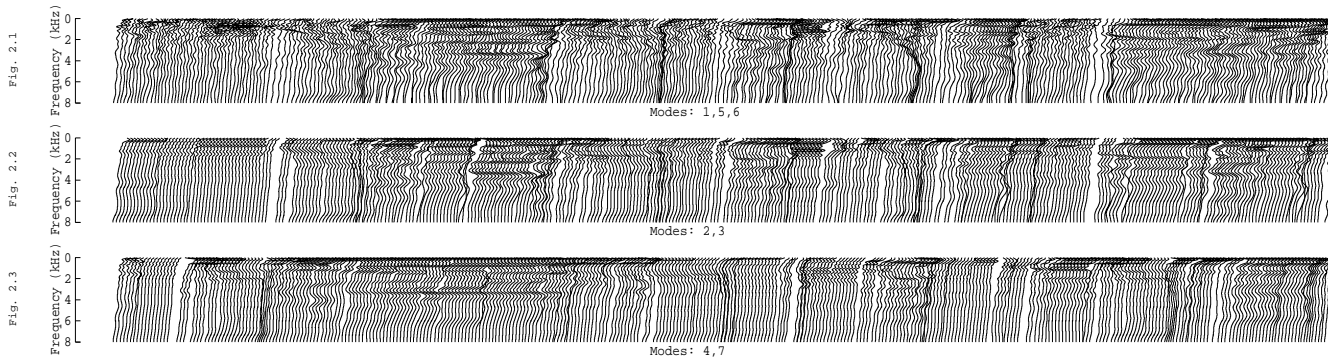 Fig. 2.1
Frequency (kHz)
0
2
4
6
8
Modes: 1,5,6
Fig. 2.2
Frequency (kHz)
0
2
4
6
8
Modes: 2,3
Fig. 2.3
Frequency (kHz)
0
2
4
6
8
Modes: 4,7